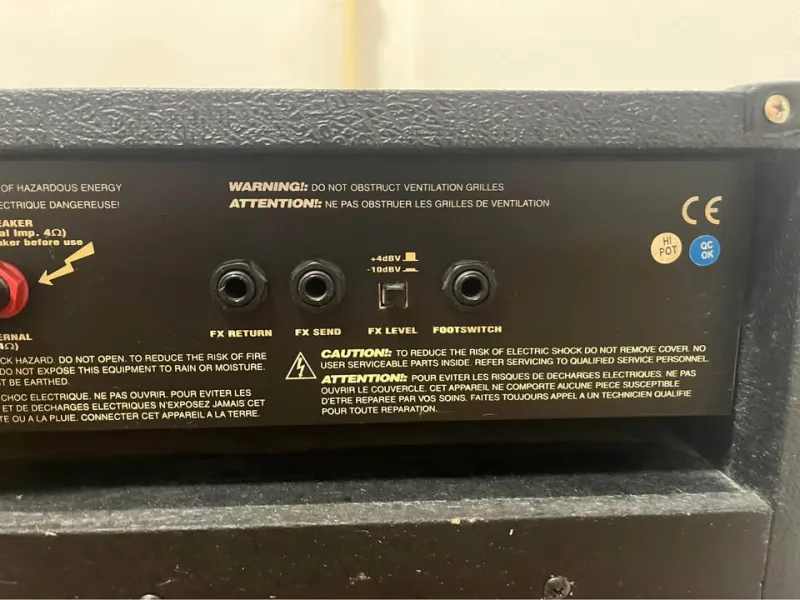 OF HAZARDOUS ENERGY
ECTRIQUE DANGEREUSE!
WARNING!: DO NOT OBSTRUCT VENTILATION GRILLES
ATTENTION!: NE PAS OBSTRUER LES GRILLES DE VENTILATION
EAKER
al Imp. 4Ω)
aker before use
+4dBV
-10dBV
CE
HI
POT
QC
OK
FX RETURN
FX SEND
FX LEVEL
FOOTSWITCH
ERNAL
4Ω)
CK HAZARD. DO NOT OPEN. TO REDUCE THE RISK OF FIRE
DO NOT EXPOSE THIS EQUIPMENT TO RAIN OR MOISTURE.
ST BE EARTHED.
CHOC ELECTRIQUE. NE PAS OUVRIR. POUR EVITER LES
ET DE DECHARGES ELECTRIQUES N'EXPOSEZ JAMAIS CET
TE OU A LA PLUIE. CONNECTER CET APPAREIL A LA TERRE.
CAUTION!: TO REDUCE THE RISK OF ELECTRIC SHOCK DO NOT REMOVE COVER. NO
USER SERVICEABLE PARTS INSIDE. REFER SERVICING TO QUALIFIED SERVICE PERSONNEL.
ATTENTION!: POUR EVITER LES RISQUES DE DECHARGES ELECTRIQUES. NE PAS
OUVRIR LE COUVERCLE. CET APPAREIL NE COMPORTE AUCUNE PIECE SUSCEPTIBLE
D'ETRE REPAREE PAR VOS SOINS. FAITES TOUJOURS APPEL A UN TECHNICIEN QUALIFIE
POUR TOUTE REPARATION.